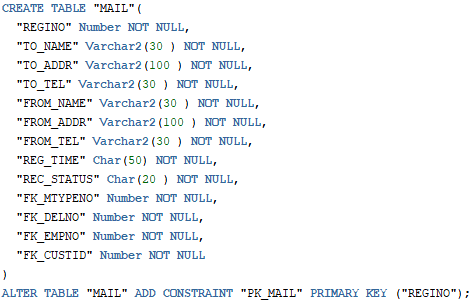 CREATE TABLE "MAIL"(
"REGINO" Number NOT NULL,
"TO_NAME" Varchar2(30 ) NOT NULL,
"TO_ADDR" Varchar2(100 ) NOT NULL,
"TO_TEL" Varchar2(30 ) NOT NULL,
"FROM_NAME" Varchar2(30 ) NOT NULL,
"FROM_ADDR" Varchar2(100 ) NOT NULL,
"FROM_TEL" Varchar2(30 ) NOT NULL,
"REG_TIME" Char(50) NOT NULL,
"REC_STATUS" Char(20 ) NOT NULL,
"FK_MTYPENO" Number NOT NULL,
"FK_DELNO" Number NOT NULL,
"FK_EMPNO" Number NOT NULL,
"FK_CUSTID" Number NOT NULL
)
ALTER TABLE "MAIL" ADD CONSTRAINT "PK_MAIL" PRIMARY KEY ("REGINO");